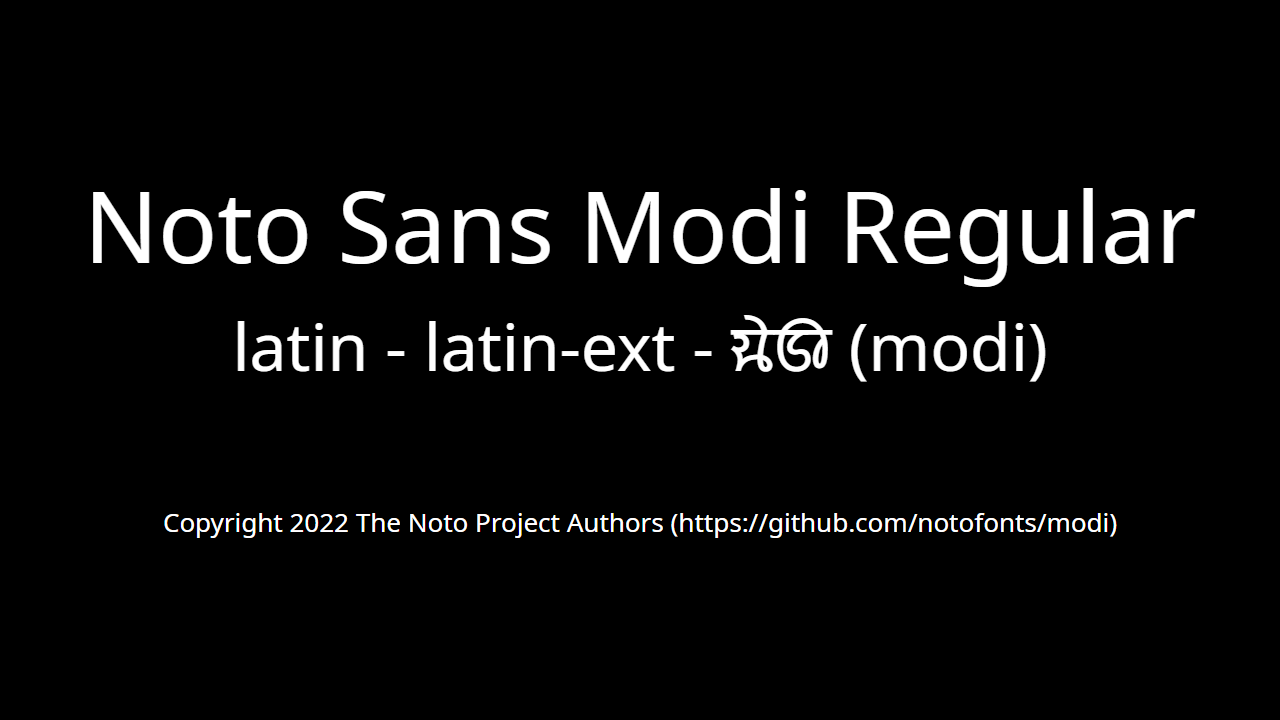 Noto Sans Modi Regular
latin - latin-ext - 𑘦𑘹𑘚𑘲 (modi)
Copyright 2022 The Noto Project Authors (https://github.com/notofonts/modi)